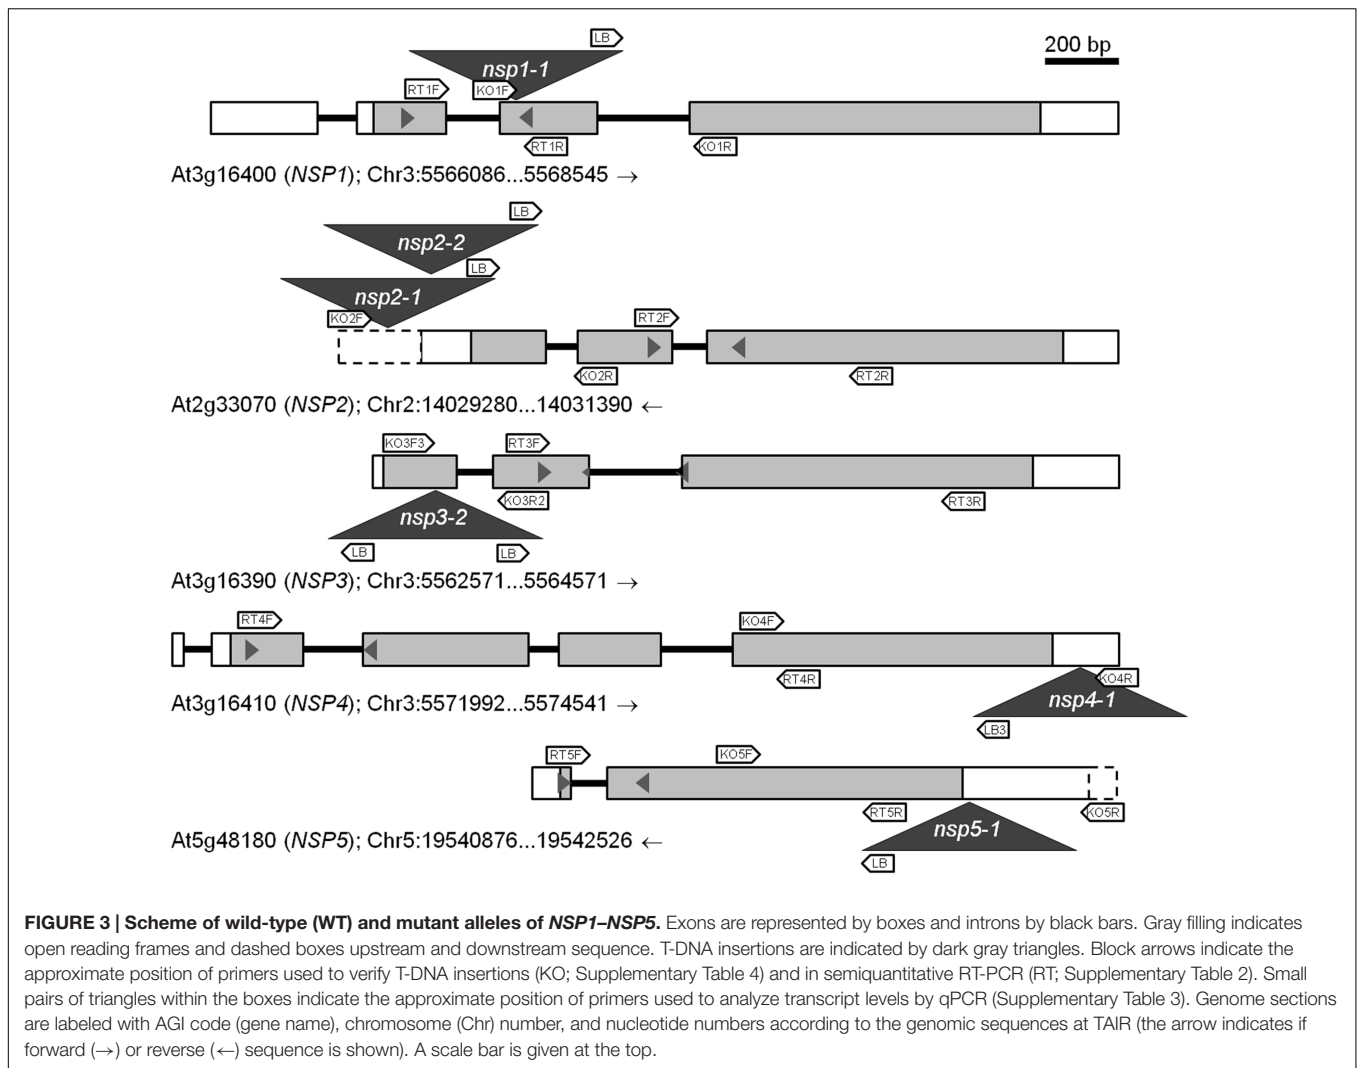 LB
200 bp
nsp1-1
RT1F
KO1F
RT1R
KO1R
At3g16400 (NSP1); Chr3:5566086...5568545 →
LB
nsp2-2
LB
nsp2-1
KO2F
RT2F
KO2R
RT2R
At2g33070 (NSP2); Chr2:14029280...14031390 ←
KO3F3
RT3F
KO3R2
RT3R
nsp3-2
LB
LB
At3g16390 (NSP3); Chr3:5562571...5564571 →
RT4F
KO4F
RT4R
KO4R
At3g16410 (NSP4); Chr3:5571992...5574541 →
nsp4-1
LB3
RT5F
KO5F
RT5R
KO5R
nsp5-1
At5g48180 (NSP5); Chr5:19540876...19542526 ←
LB
FIGURE 3 | Scheme of wild-type (WT) and mutant alleles of NSP1–NSP5. Exons are represented by boxes and introns by black bars. Gray filling indicates
open reading frames and dashed boxes upstream and downstream sequence. T-DNA insertions are indicated by dark gray triangles. Block arrows indicate the
approximate position of primers used to verify T-DNA insertions (KO; Supplementary Table 4) and in semiquantitative RT-PCR (RT; Supplementary Table 2). Small
pairs of triangles within the boxes indicate the approximate position of primers used to analyze transcript levels by qPCR (Supplementary Table 3). Genome sections
are labeled with AGI code (gene name), chromosome (Chr) number, and nucleotide numbers according to the genomic sequences at TAIR (the arrow indicates if
forward (→) or reverse (←) sequence is shown). A scale bar is given at the top.